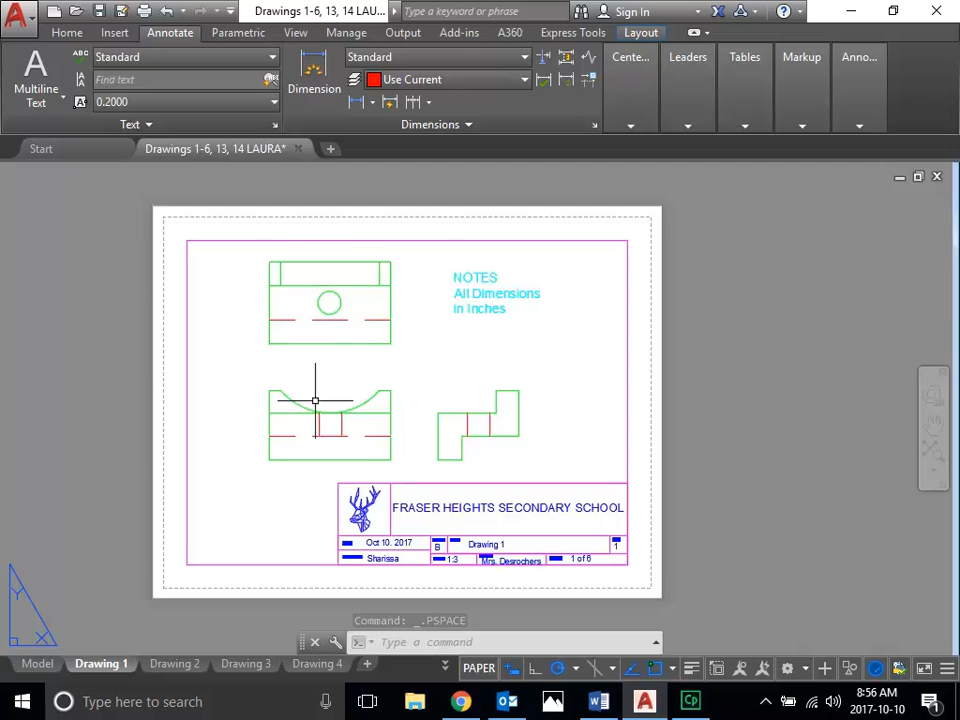 Drawings 1-6, 13, 14 LAU...
Type a keyword or phrase
Sign In
Home Insert Annotate Parametric View Manage Output Add-ins A360 Express Tools Layout
Multiline Text
ABC
Standard
Find text
0.2000
Text
Dimension
Standard
Use Current
Dimensions
Cente...
Leaders
Tables
Markup
Anno...
Start
Drawings 1-6, 13, 14 LAURA*
NOTES
All Dimensions
in Inches
FRASER HEIGHTS SECONDARY SCHOOL
Oct 10. 2017
B
Drawing 1
1
Sharissa
1:3
Mrs. Desrochers
1 of 6
Y
X
Command: _.PSPACE
Type a command
Model Drawing 1 Drawing 2 Drawing 3 Drawing 4
PAPER
Type here to search
Cp
8:56 AM
2017-10-10
1